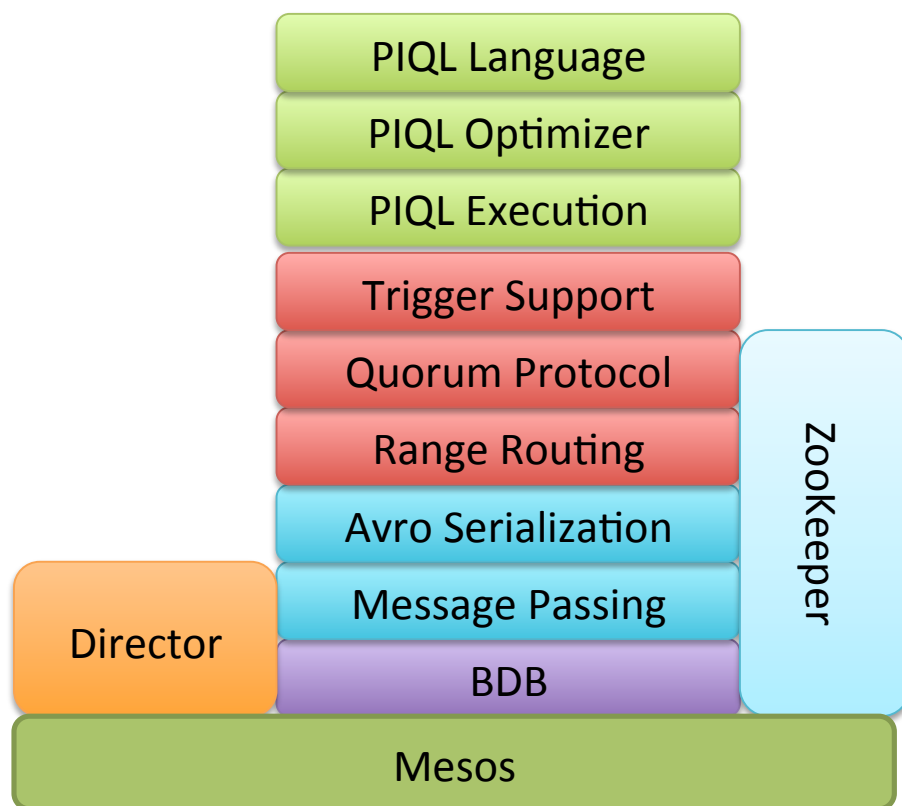 PIQL Language
PIQL Optimizer
PIQL Execution
Trigger Support
Quorum Protocol
Range Routing
Avro Serialization
Message Passing
BDB
Director
ZooKeeper
Mesos